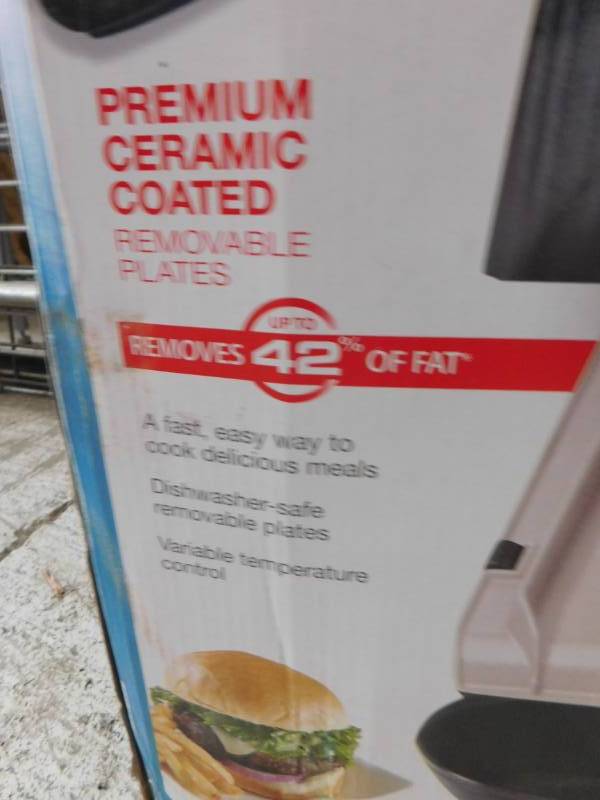 PREMIUM
CERAMIC
COATED
REMOVABLE
PLATES
UP TO
REMOVES 42% OF FAT*
A fast, easy way to
cook delicious meals
Dishwasher-safe
removable plates
Variable temperature
control